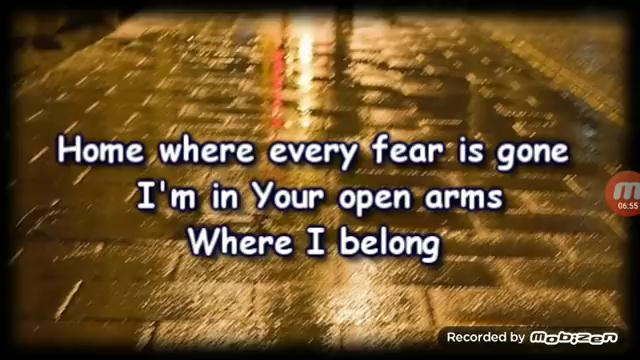 Home where every fear is gone
I'm in Your open arms
Where I belong
06:55
Recorded by Mobizen